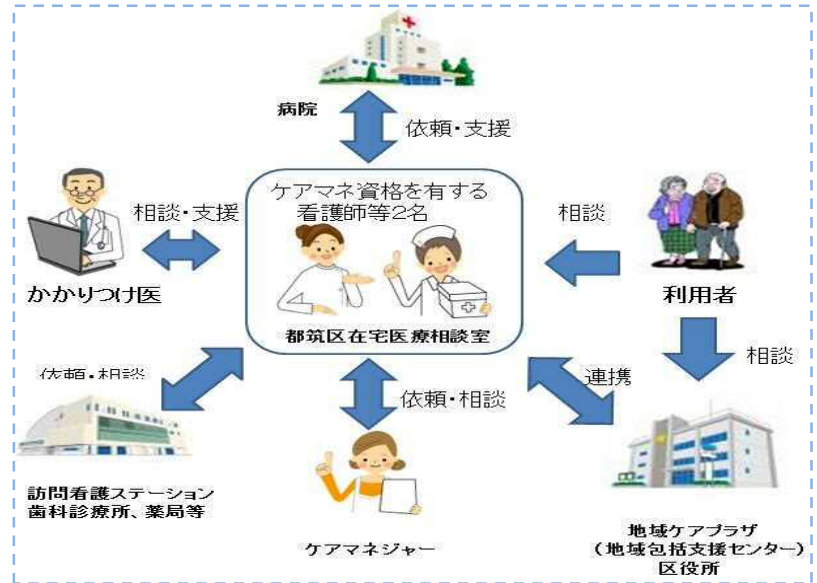 病院
依頼・支援
ケアマネ資格を有する
看護師等2名
相談・支援
相談
かかりつけ医
利用者
都筑区在宅医療相談室
相談
依頼・相談
連携
依頼・相談
訪問看護ステーション
歯科診療所、薬局等
ケアマネジャー
地域ケアプラザ
（地域包括支援センター）
区役所